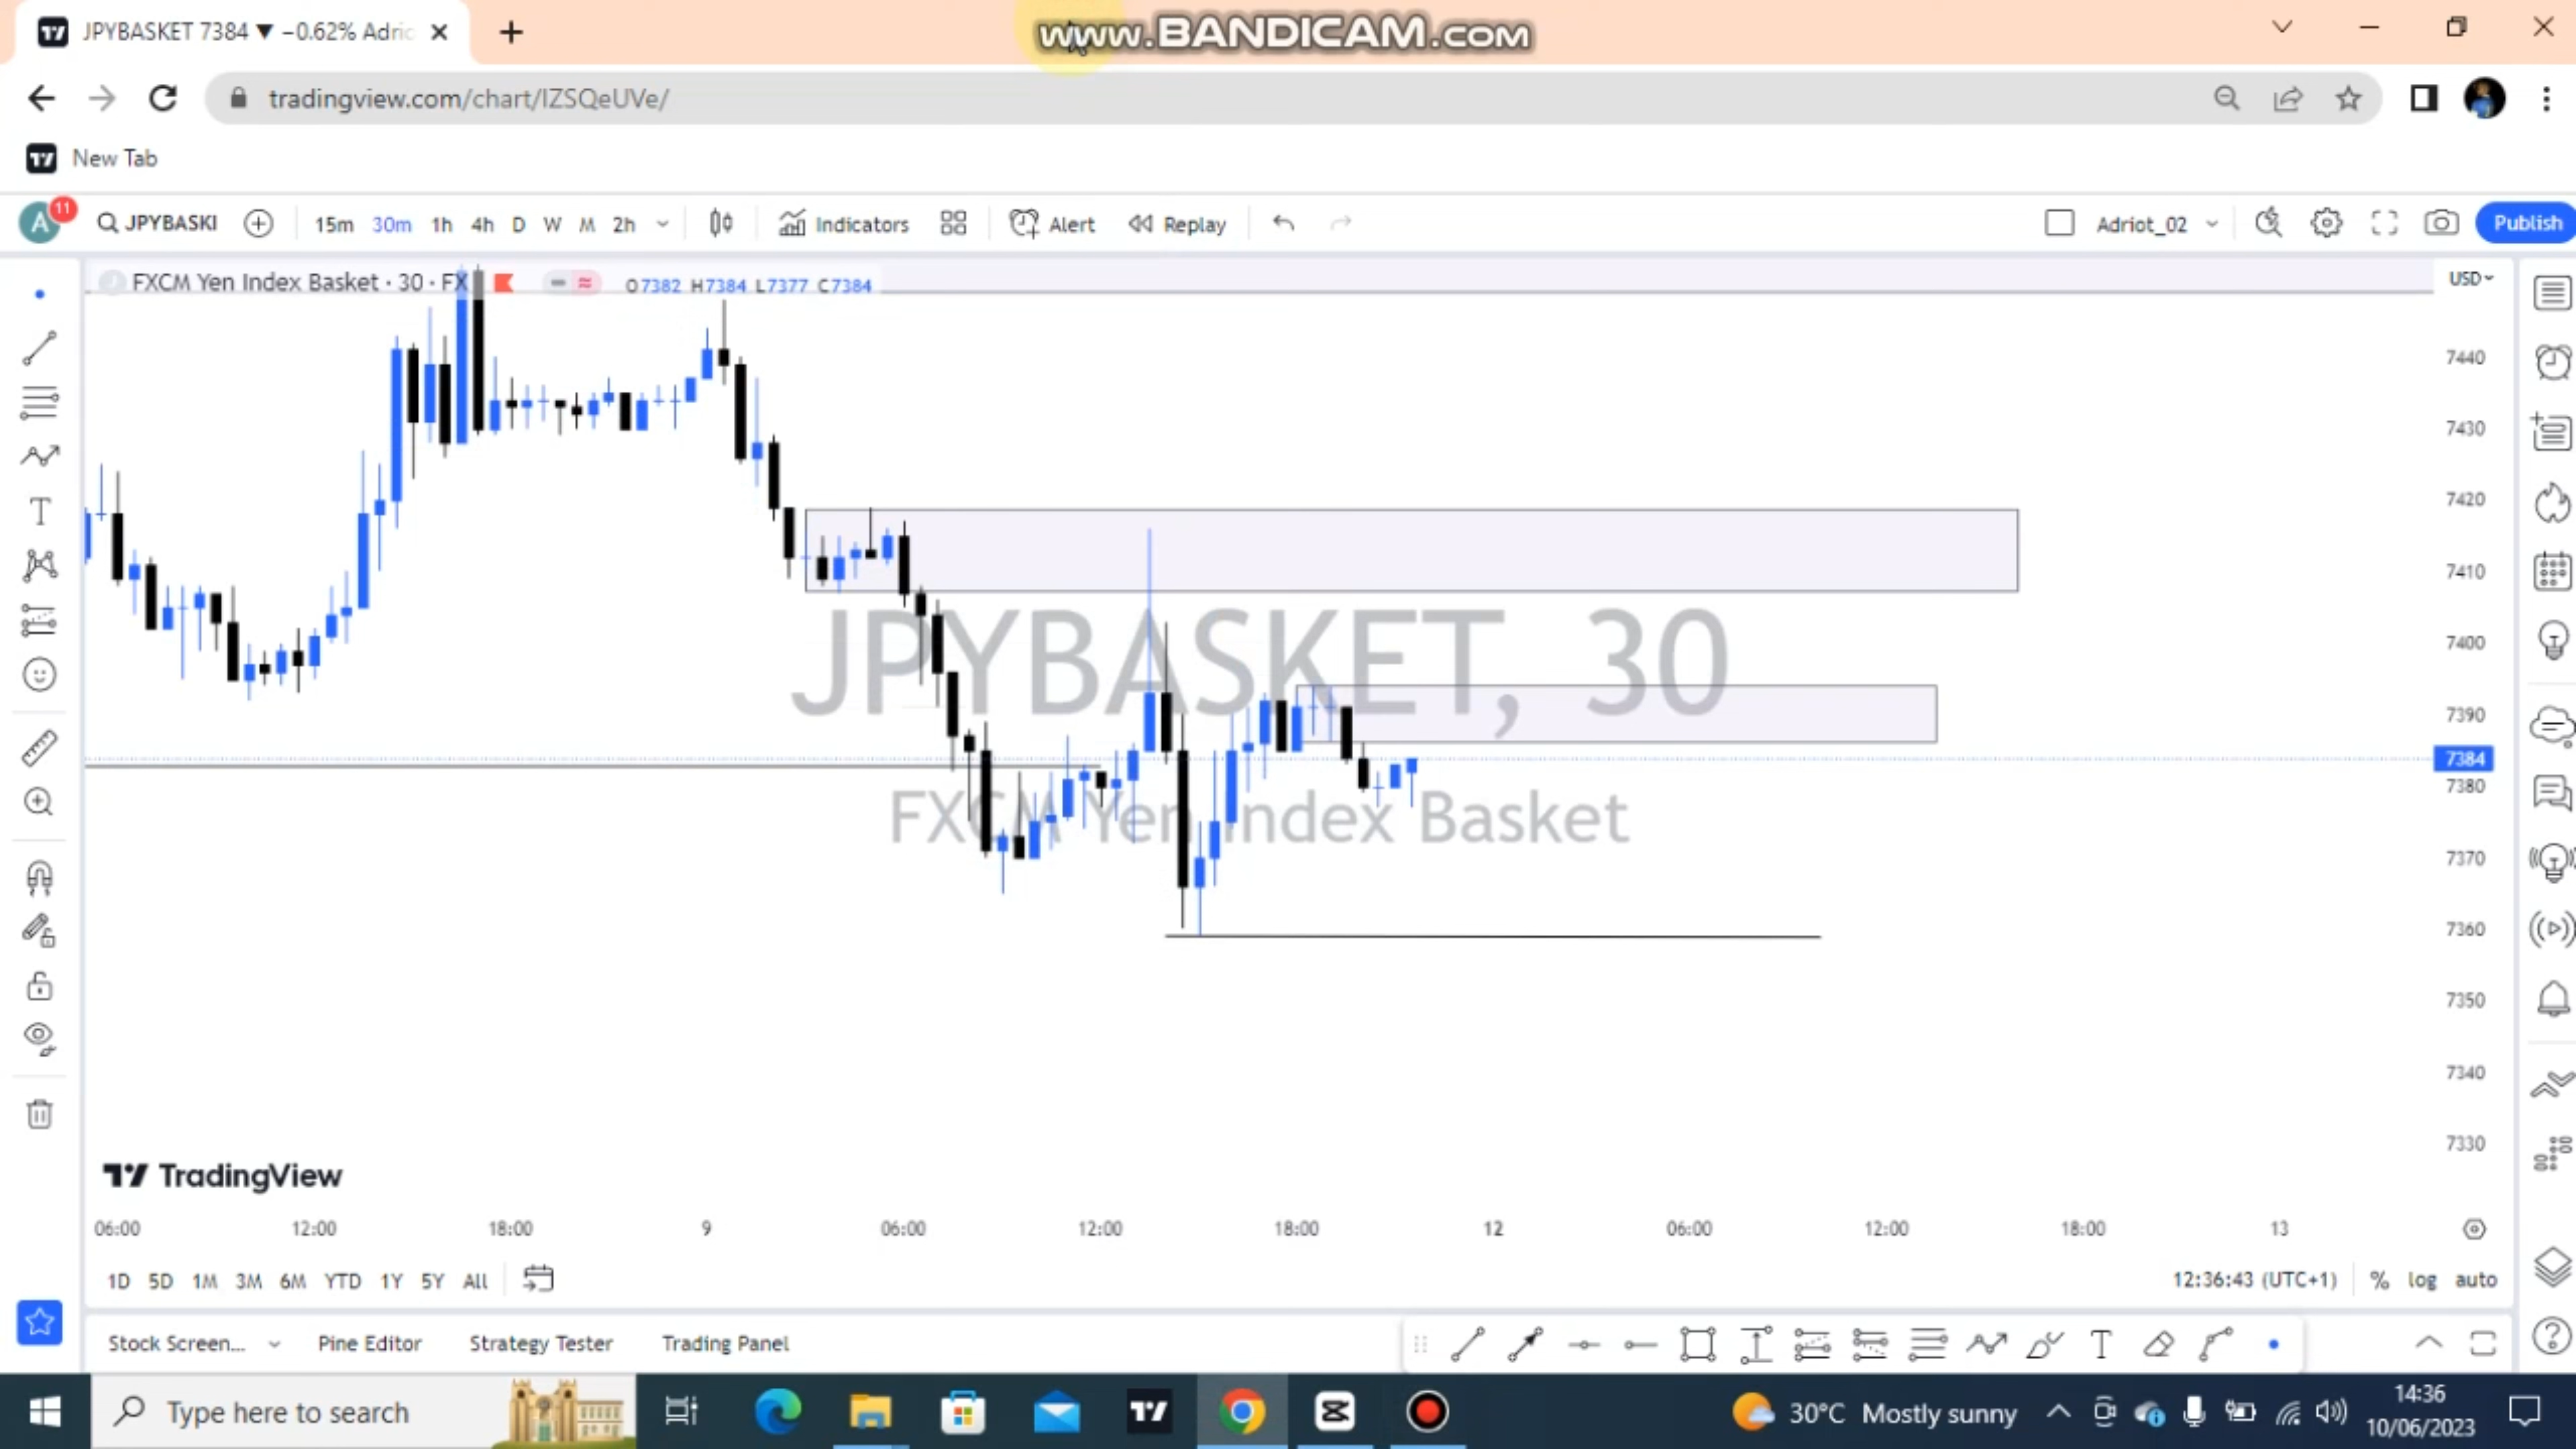 JPYBASKET 7384 ▼ −0.62% Adric
www.BANDICAM.com
tradingview.com/chart/IZSQeUVe/
New Tab
A 11 JPYBASKI 15m 30m 1h 4h D W M 2h Indicators Alert Replay Adriot_02 Publish
FXCM Yen Index Basket · 30 · FX O7382 H7384 L7377 C7384 USD
7440
7430
7420
7410
7400
7390
7384
7380
7370
7360
7350
7340
7330
JPYBASKET, 30
FXCM Yen Index Basket
TradingView
06:00 12:00 18:00 9 06:00 12:00 18:00 12 06:00 12:00 18:00 13
1D 5D 1M 3M 6M YTD 1Y 5Y All 12:36:43 (UTC+1) % log auto
Stock Screen... Pine Editor Strategy Tester Trading Panel
Type here to search 30°C Mostly sunny 14:36
10/06/2023